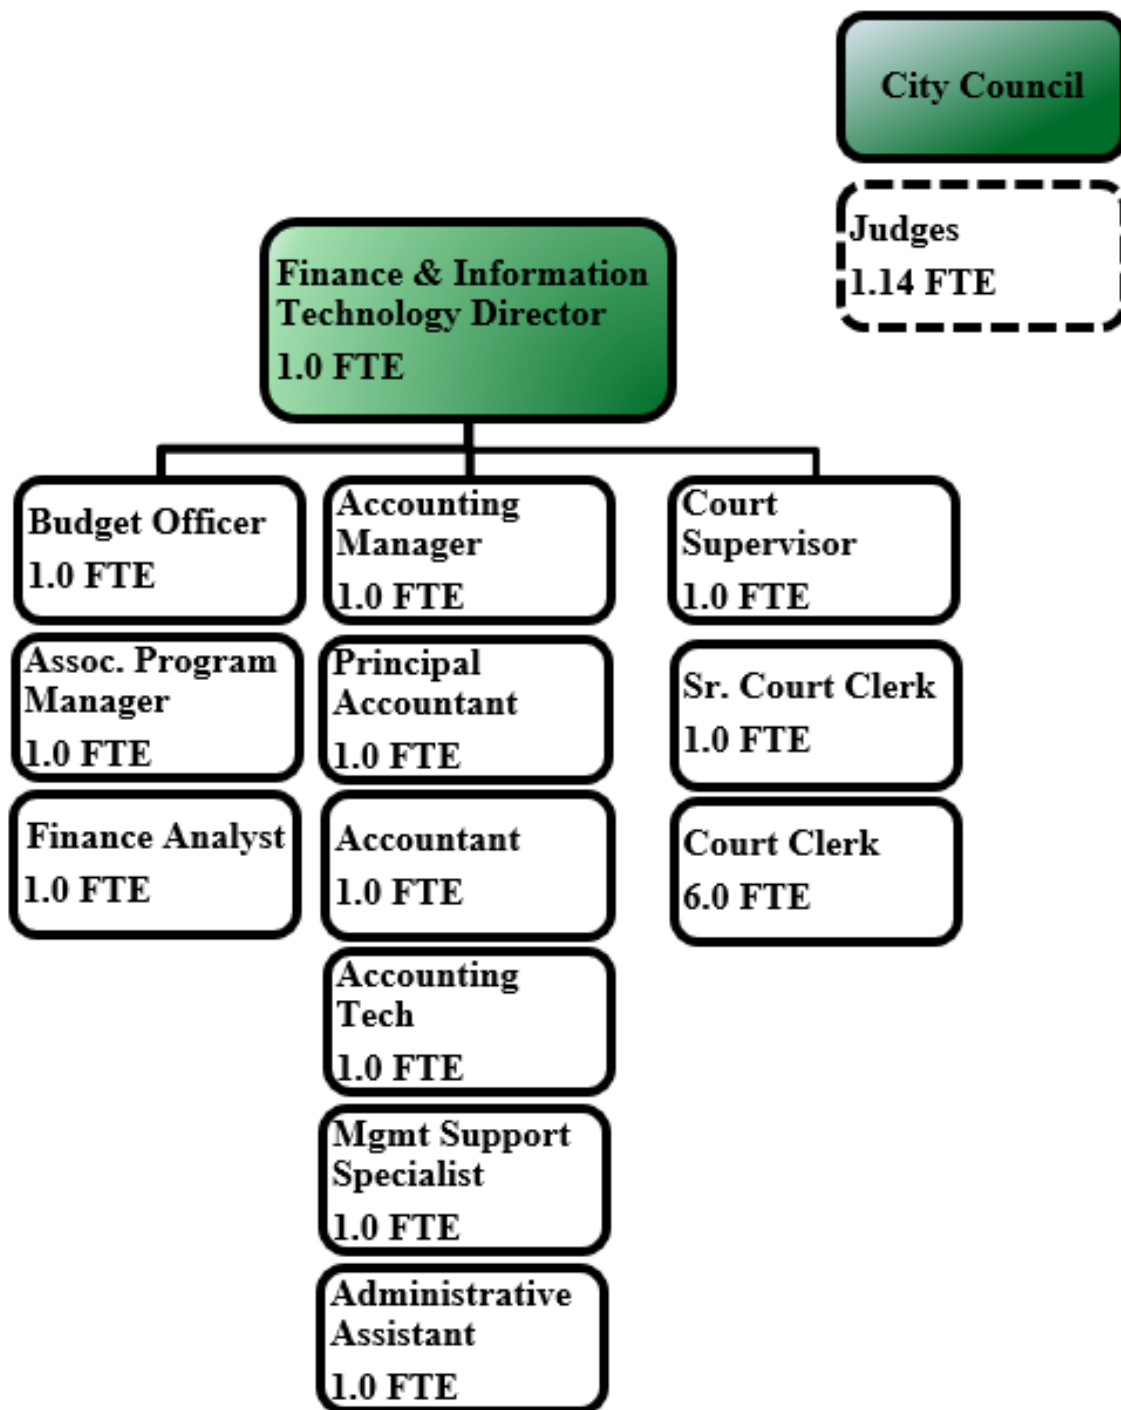 City Council
Judges
1.14 FTE
Finance & Information
Technology Director
1.0 FTE
Budget Officer
1.0 FTE
Assoc. Program
Manager
1.0 FTE
Finance Analyst
1.0 FTE
Accounting
Manager
1.0 FTE
Principal
Accountant
1.0 FTE
Accountant
1.0 FTE
Accounting
Tech
1.0 FTE
Mgmt Support
Specialist
1.0 FTE
Administrative
Assistant
1.0 FTE
Court
Supervisor
1.0 FTE
Sr. Court Clerk
1.0 FTE
Court Clerk
6.0 FTE